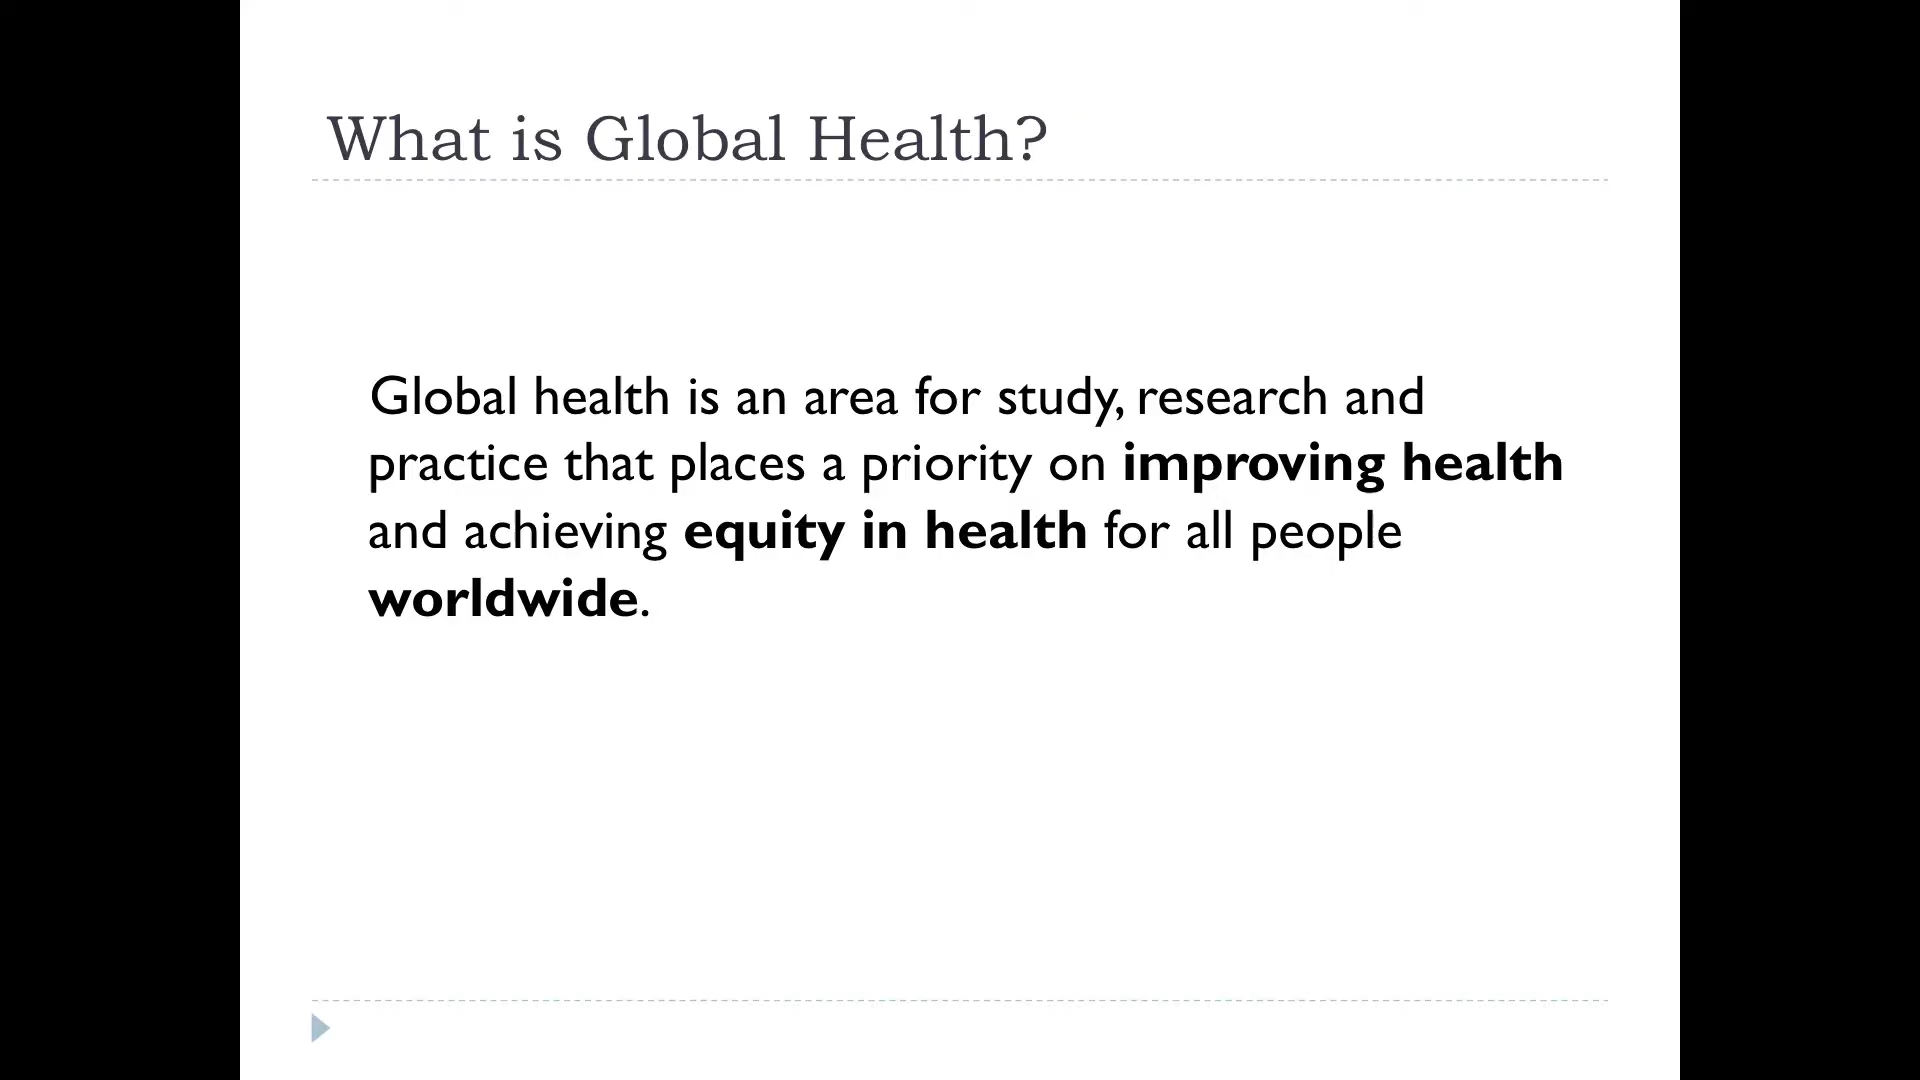 What is Global Health?
Global health is an area for study, research and
practice that places a priority on improving health
and achieving equity in health for all people
worldwide.